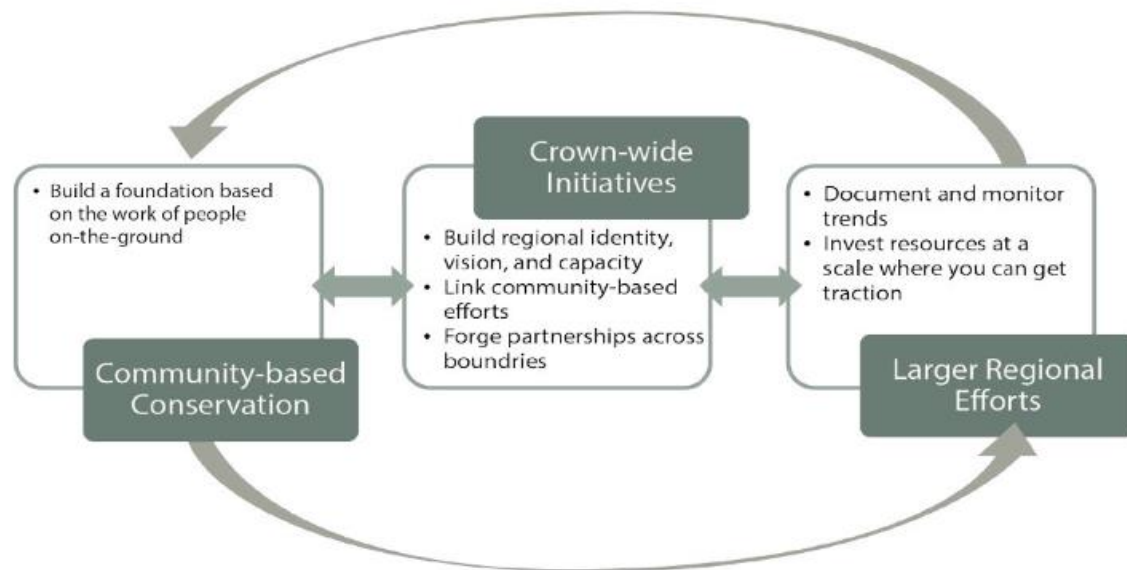 • Build a foundation based
on the work of people
on-the-ground
Community-based
Conservation
Crown-wide
Initiatives
• Build regional identity,
vision, and capacity
• Link community-based
efforts
• Forge partnerships across
boundries
• Document and monitor
trends
• Invest resources at a
scale where you can get
traction
Larger Regional
Efforts